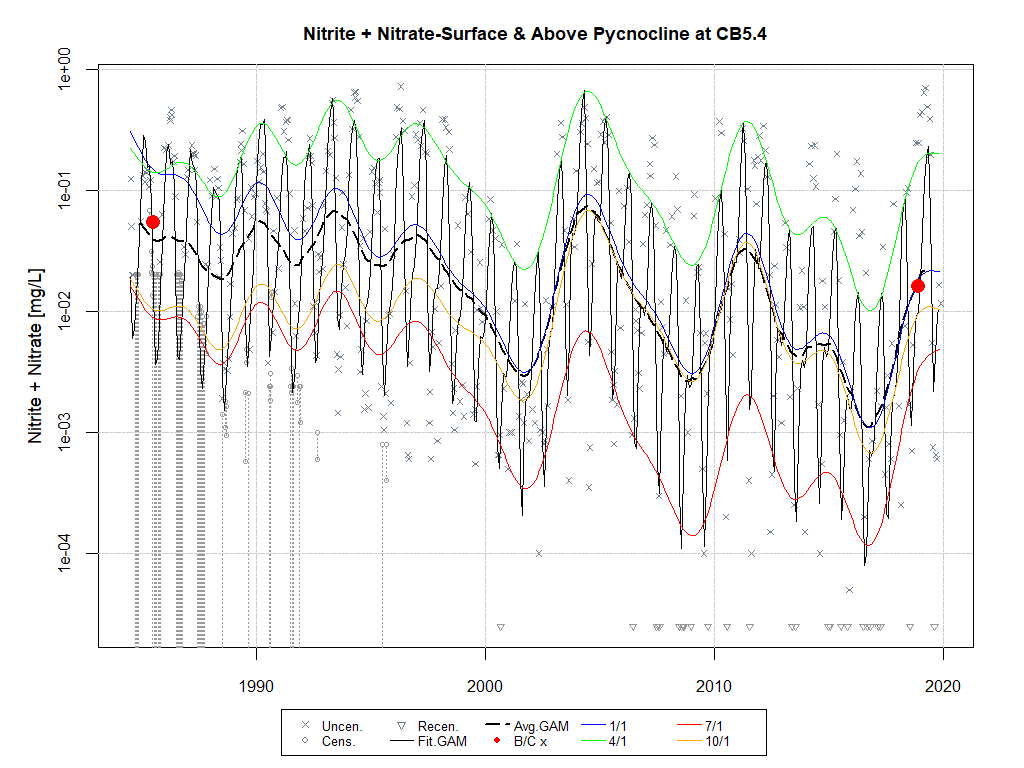 Nitrite + Nitrate-Surface & Above Pycnocline at CB5.4
Nitrite + Nitrate [mg/L]
1e+00
1e-01
1e-02
1e-03
1e-04
1990 2000 2010 2020
Uncen. Recen. Avg.GAM 1/1 7/1
Cens. Fit.GAM B/C x 4/1 10/1